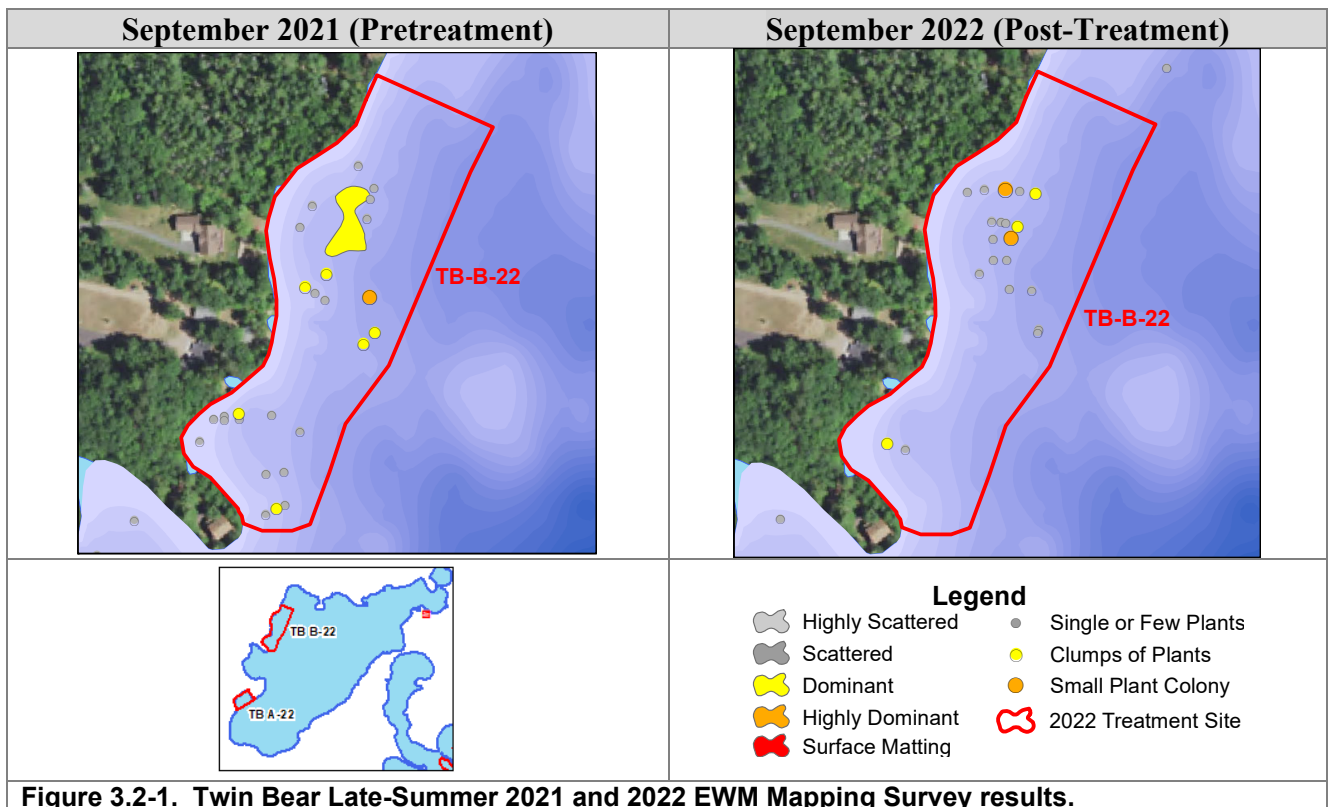 September 2021 (Pretreatment)
September 2022 (Post-Treatment)
TB-B-22
TB-B-22
TB B-22
TB A-22
Legend
Highly Scattered
Scattered
Dominant
Highly Dominant
Surface Matting
Single or Few Plants
Clumps of Plants
Small Plant Colony
2022 Treatment Site
Figure 3.2-1. Twin Bear Late-Summer 2021 and 2022 EWM Mapping Survey results.